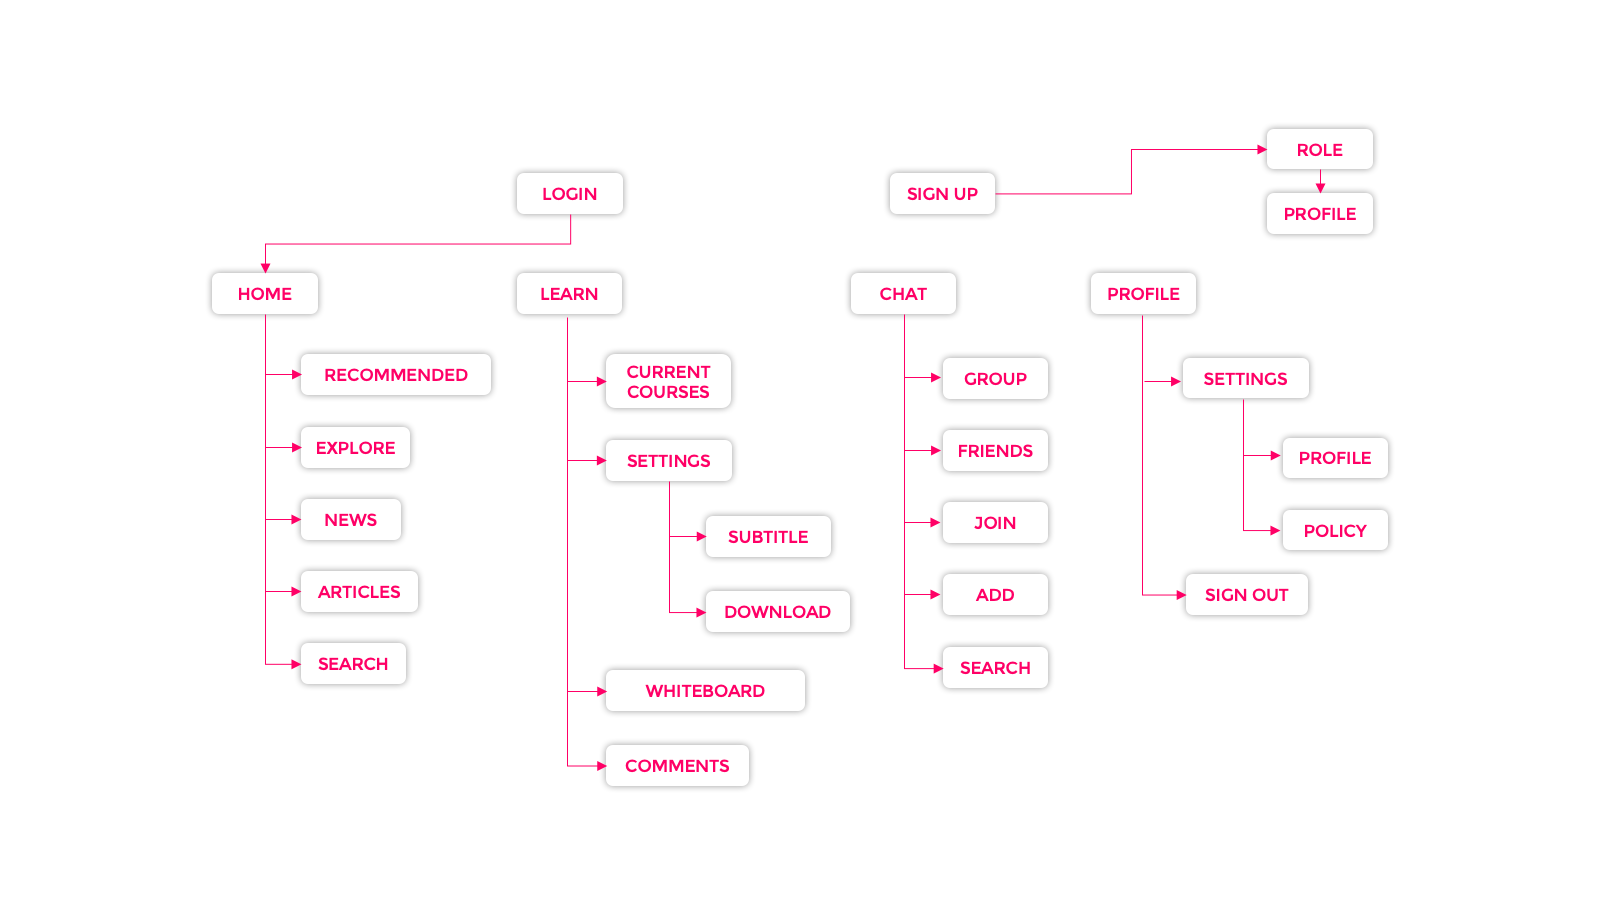 LOGIN
SIGN UP
ROLE
PROFILE
HOME
RECOMMENDED
EXPLORE
NEWS
ARTICLES
SEARCH
LEARN
CURRENT
COURSES
SETTINGS
SUBTITLE
DOWNLOAD
WHITEBOARD
COMMENTS
CHAT
GROUP
FRIENDS
JOIN
ADD
SEARCH
PROFILE
SETTINGS
PROFILE
POLICY
SIGN OUT